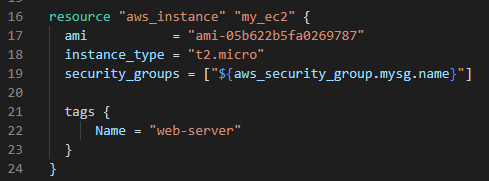 15
16 resource "aws_instance" "my_ec2" {
17   ami           = "ami-05b622b5fa0269787"
18   instance_type = "t2.micro"
19   security_groups = ["${aws_security_group.mysg.name}"]
20
21   tags {
22       Name = "web-server"
23   }
24 }